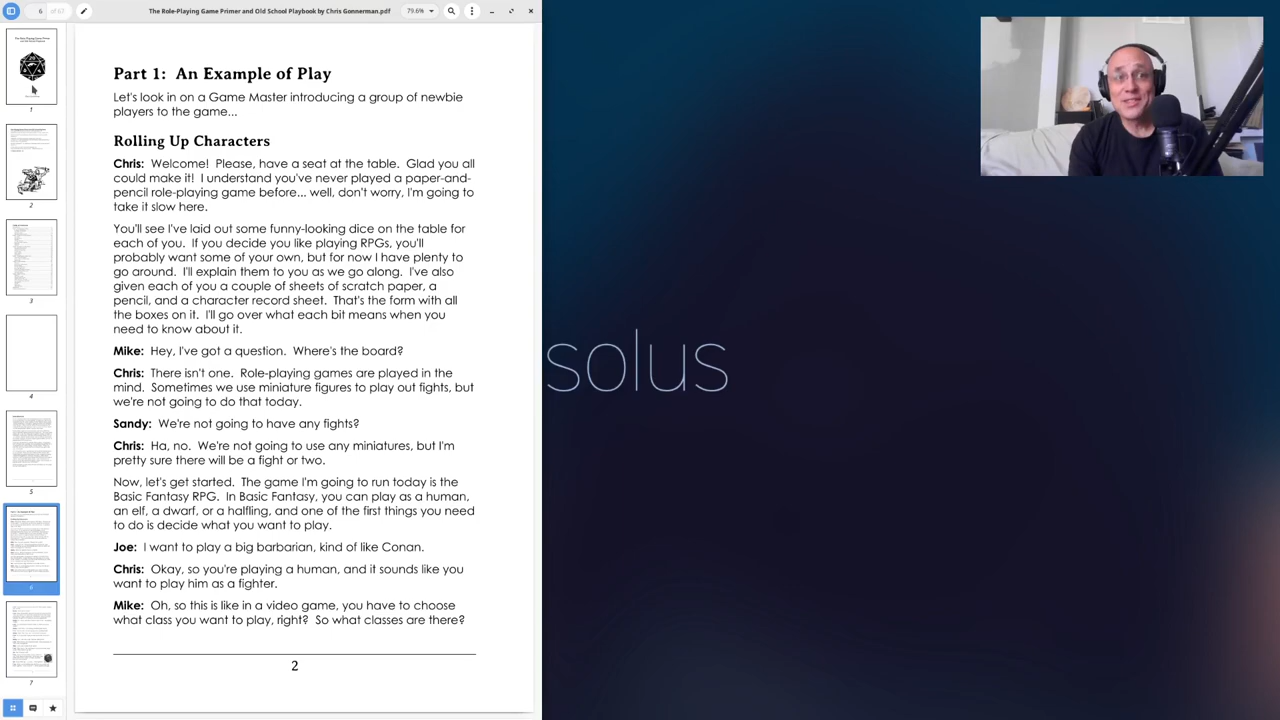 6 of 67
The Role-Playing Game Primer and Old School Playbook by Chris Gonnerman.pdf
79.6%
1
2
3
4
5
6
7
Part 1: An Example of Play
Let's look in on a Game Master introducing a group of newbie
players to the game...
Rolling Up Characters
Chris: Welcome! Please, have a seat at the table. Glad you all
could make it! I understand you've never played a paper-and-
pencil role-playing game before... well, don't worry, I'm going to
take it slow here.
You'll see I've laid out some funny-looking dice on the table for
each of you. If you decide you like playing RPGs, you'll
probably want some of your own, but for now I have plenty to
go around. I'll explain them to you as we go along. I've also
given each of you a couple of sheets of scratch paper, a
pencil, and a character record sheet. That's the form with all
the boxes on it. I'll go over what each bit means when you
need to know about it.
Mike: Hey, I've got a question. Where's the board?
Chris: There isn't one. Role-playing games are played in the
mind. Sometimes we use miniature figures to play out fights, but
we're not going to do that today.
Sandy: We're not going to have any fights?
Chris: Ha, no, we're not going to use any miniatures, but I'm
pretty sure there will be a fight or two.
Now, let's get started. The game I'm going to run today is the
Basic Fantasy RPG. In Basic Fantasy, you can play as a human,
an elf, a dwarf, or a halfling, and one of the first things you need
to do is decide what you want to play.
Joe: I want to play a big barbarian, kind of like Conan.
Chris: Okay, so you're playing a human, and it sounds like you
want to play him as a fighter.
Mike: Oh, so this is like in a video game, you have to choose
what class you want to play, right? So what classes are there?
2
solus